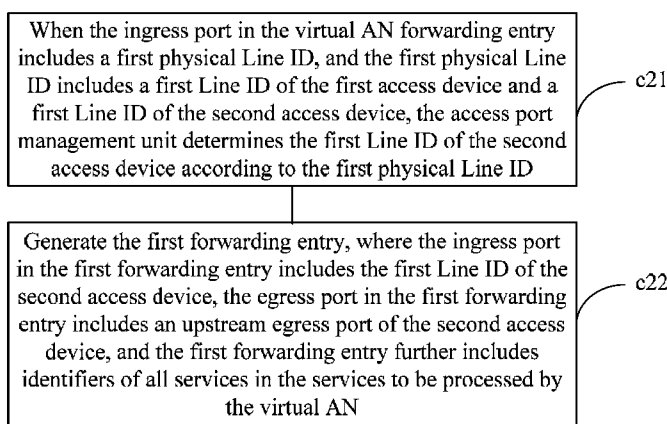 When the ingress port in the virtual AN forwarding entry
includes a first physical Line ID, and the first physical Line
ID includes a first Line ID of the first access device and a
first Line ID of the second access device, the access port
management unit determines the first Line ID of the second
access device according to the first physical Line ID
c21
Generate the first forwarding entry, where the ingress port
in the first forwarding entry includes the first Line ID of the
second access device, the egress port in the first forwarding
entry includes an upstream egress port of the second access
device, and the first forwarding entry further includes
identifiers of all services in the services to be processed by
the virtual AN
c22